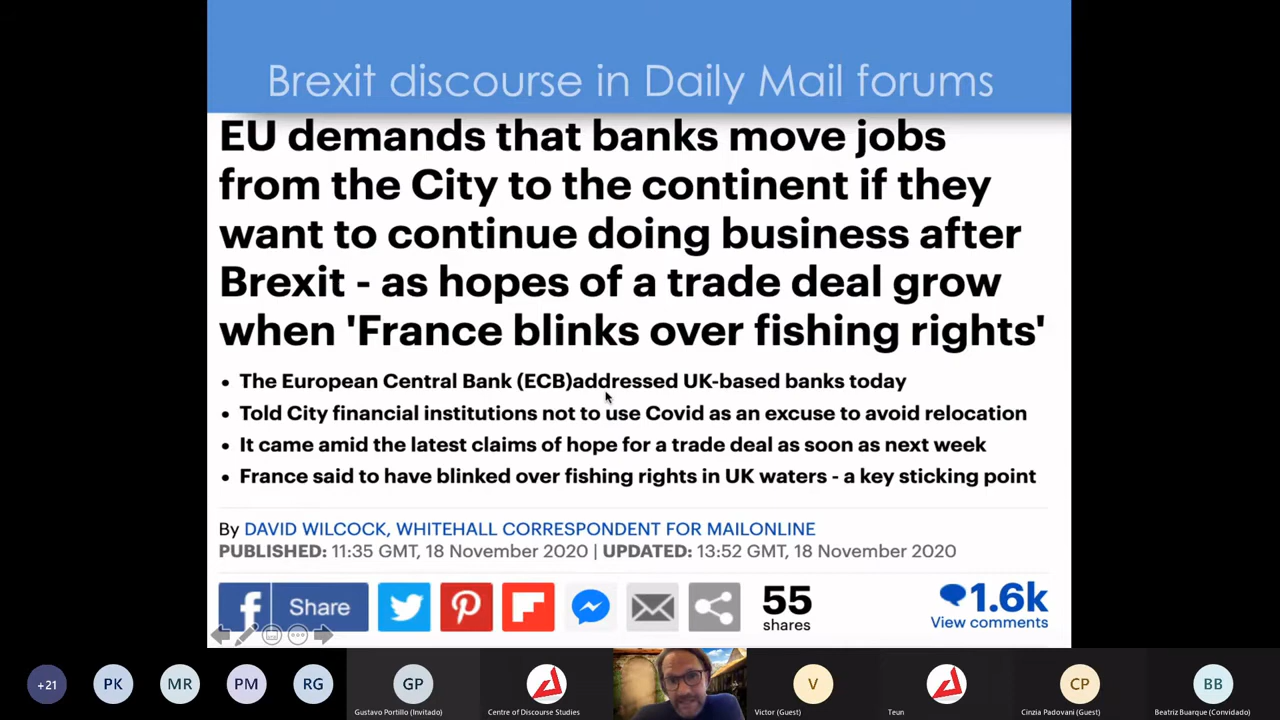 Brexit discourse in Daily Mail forums
EU demands that banks move jobs
from the City to the continent if they
want to continue doing business after
Brexit - as hopes of a trade deal grow
when 'France blinks over fishing rights'
• The European Central Bank (ECB)addressed UK-based banks today
• Told City financial institutions not to use Covid as an excuse to avoid relocation
• It came amid the latest claims of hope for a trade deal as soon as next week
• France said to have blinked over fishing rights in UK waters - a key sticking point
By DAVID WILCOCK, WHITEHALL CORRESPONDENT FOR MAILONLINE
PUBLISHED: 11:35 GMT, 18 November 2020 | UPDATED: 13:52 GMT, 18 November 2020
f Share
55
shares
1.6k
View comments
+21
PK
MR
PM
RG
GP
V
CP
BB
Gustavo Portillo (Invitado)
Centre of Discourse Studies
Victor (Guest)
Teun
Cinzia Padovani (Guest)
Beatriz Buarque (Convidado)